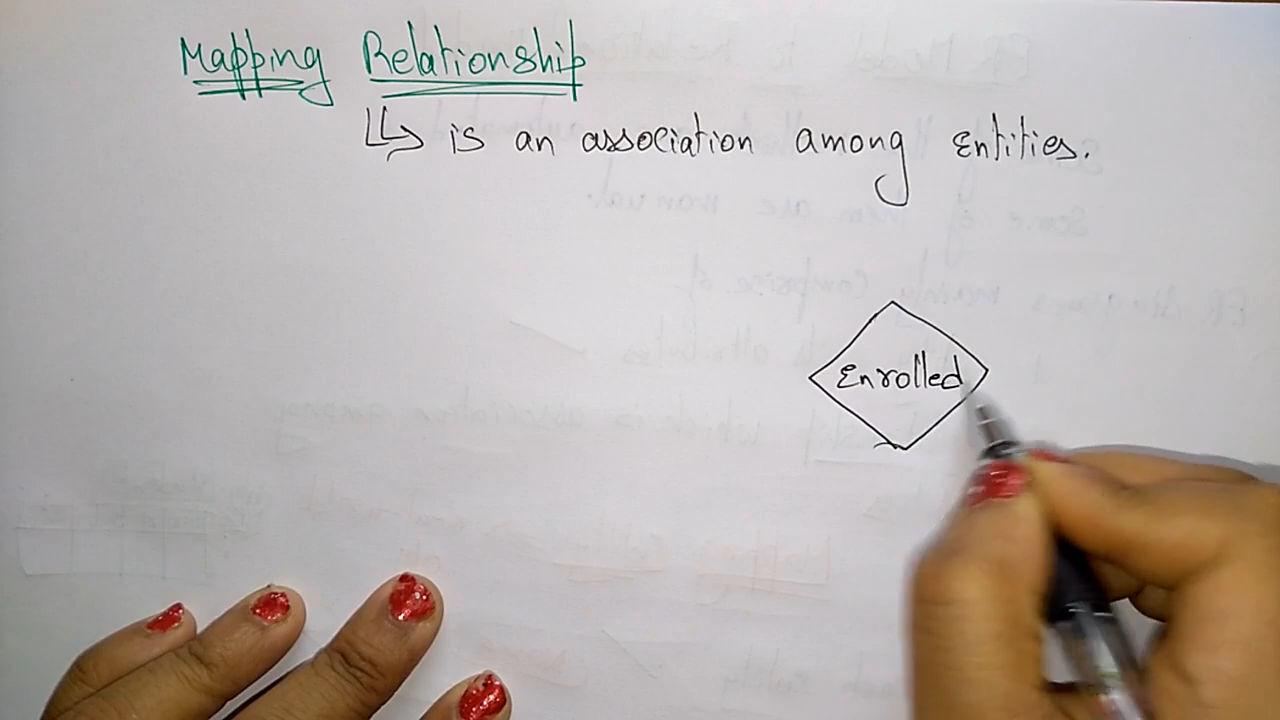 Mapping Relationship
↳ is an association among Entities.
Enrolled